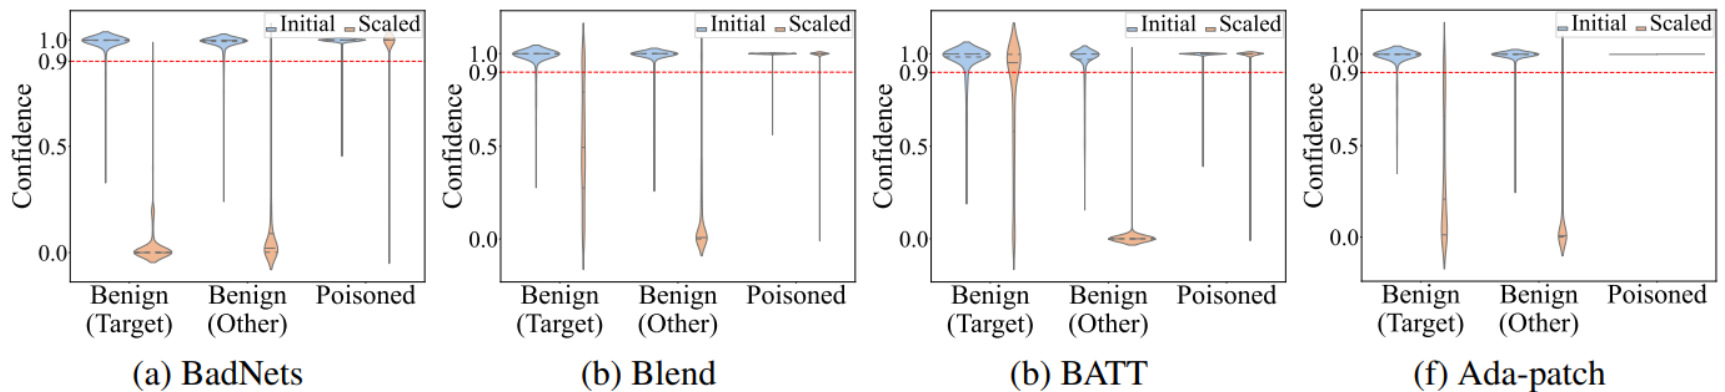 Initial Scaled
1.0
0.9
0.5
0.0
Confidence
Benign
(Target)
Benign
(Other)
Poisoned
(a) BadNets
Initial Scaled
1.0
0.9
0.5
0.0
Confidence
Benign
(Target)
Benign
(Other)
Poisoned
(b) Blend
Initial Scaled
1.0
0.9
0.5
0.0
Confidence
Benign
(Target)
Benign
(Other)
Poisoned
(b) BATT
Initial Scaled
1.0
0.9
0.5
0.0
Confidence
Benign
(Target)
Benign
(Other)
Poisoned
(f) Ada-patch